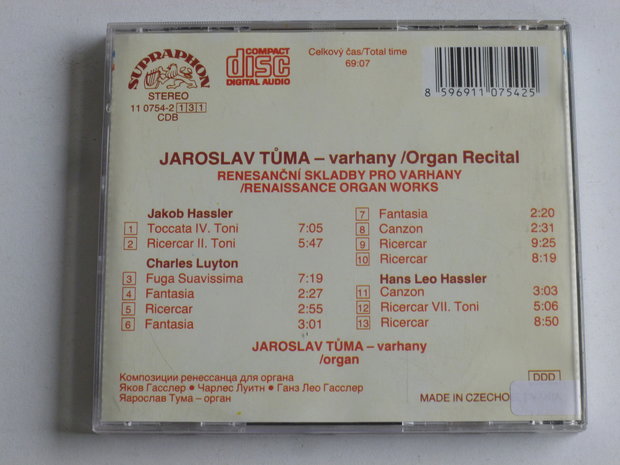 SUPRAPHON
STEREO
11 0754-2 131
CDB
COMPACT
disc
DIGITAL AUDIO
Celkový čas/Total time
69:07
8 596911 075425
JAROSLAV TŮMA – varhany /Organ Recital
RENESANČNÍ SKLADBY PRO VARHANY
/RENAISSANCE ORGAN WORKS
Jakob Hassler
1 Toccata IV. Toni 7:05
2 Ricercar II. Toni 5:47
Charles Luyton
3 Fuga Suavissima 7:19
4 Fantasia 2:27
5 Ricercar 2:55
6 Fantasia 3:01
7 Fantasia 2:20
8 Canzon 2:31
9 Ricercar 9:25
10 Ricercar 8:19
Hans Leo Hassler
11 Canzon 3:03
12 Ricercar VII. Toni 5:06
13 Ricercar 8:50
JAROSLAV TŮMA – varhany
/organ
Композиции ренессанца для органа
Яков Гасслер • Чарлес Луитн • Ганз Лео Гасслер
Яарослав Тума – орган
DDD
MADE IN CZECHO